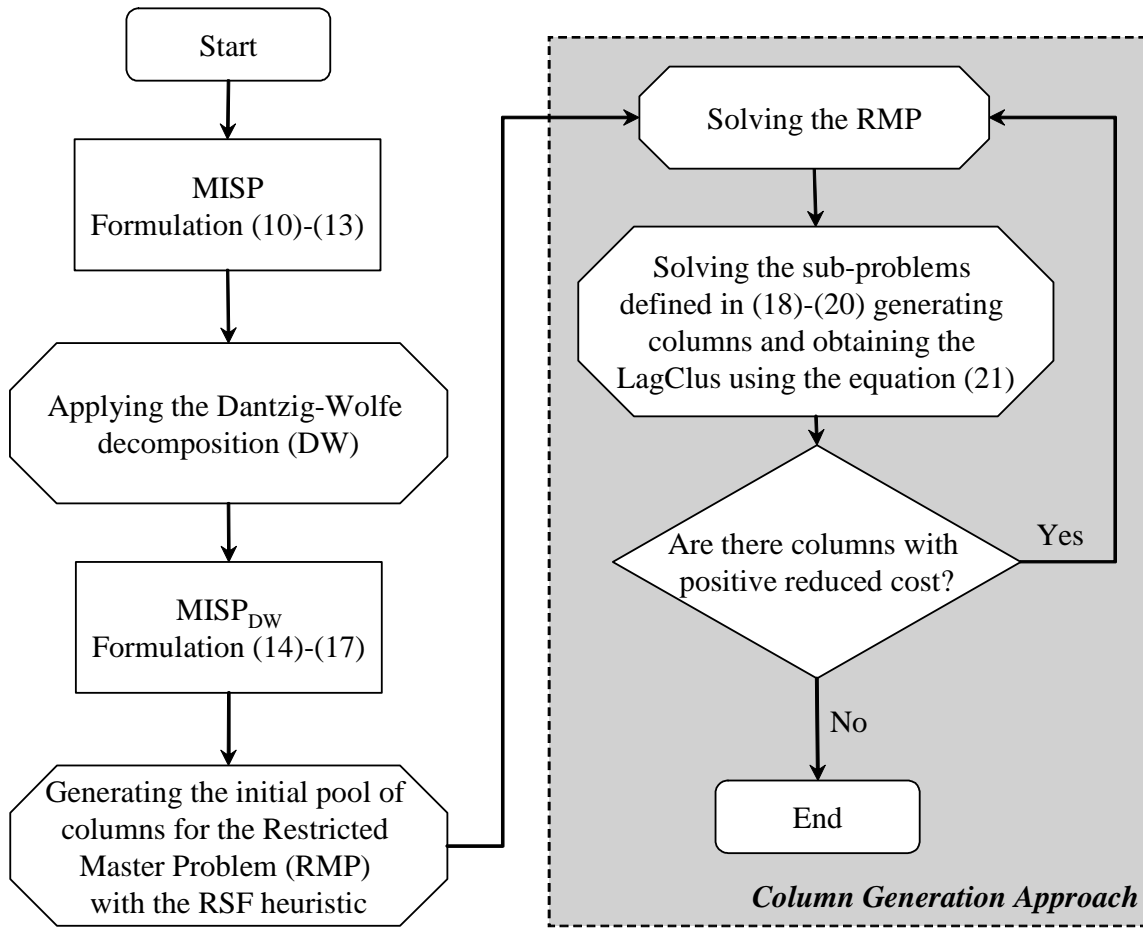 Start
MISP
Formulation (10)-(13)
Applying the Dantzig-Wolfe
decomposition (DW)
MISP_DW
Formulation (14)-(17)
Generating the initial pool of
columns for the Restricted
Master Problem (RMP)
with the RSF heuristic
Solving the RMP
Solving the sub-problems
defined in (18)-(20) generating
columns and obtaining the
LagClus using the equation (21)
Are there columns with
positive reduced cost?
Yes
No
End
Column Generation Approach